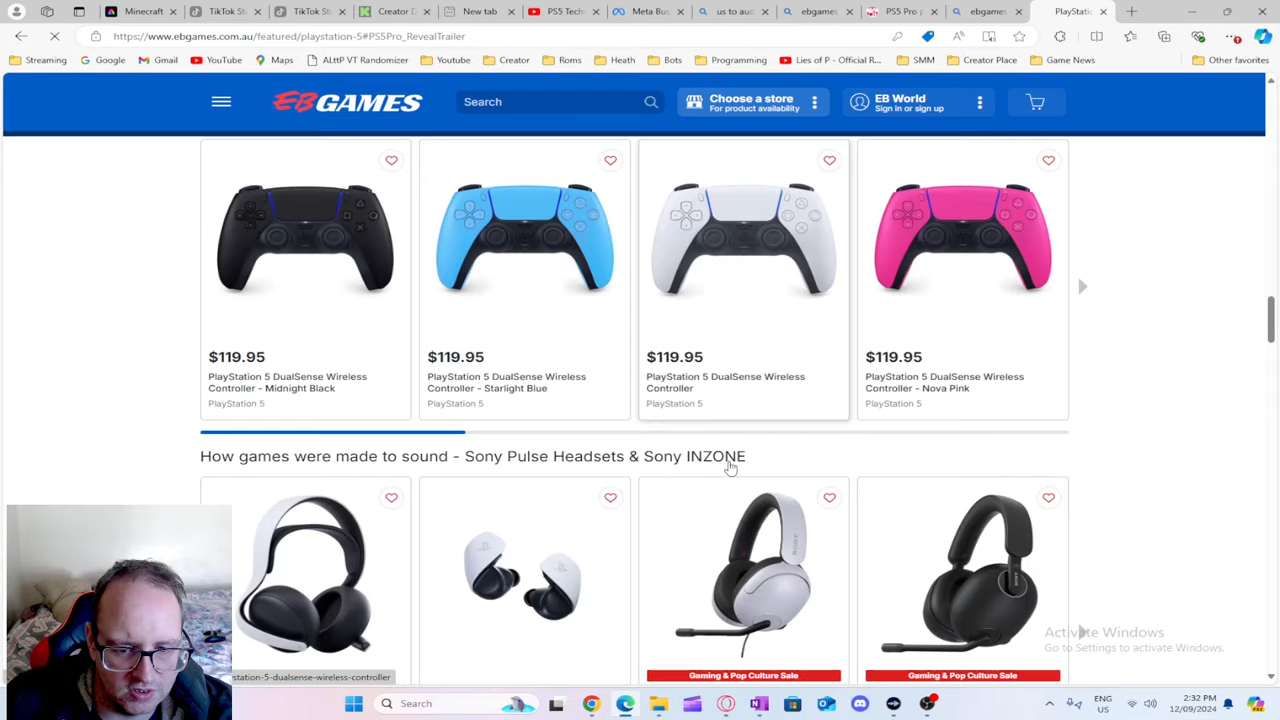 Minecraft
TikTok Stu
TikTok Stu
Creator D
New tab
PS5 Tech
Meta Bus
us to aud
ebgames
PS5 Pro p
ebgames
PlayStatic
https://www.ebgames.com.au/featured/playstation-5#PS5Pro_RevealTrailer
Streaming
Google
Gmail
YouTube
Maps
ALttP VT Randomizer
Youtube
Creator
Roms
Heath
Bots
Programming
Lies of P - Official R...
SMM
Creator Place
Game News
Other favorites
EBGAMES
Search
Choose a store
For product availability
EB World
Sign in or sign up
$119.95
PlayStation 5 DualSense Wireless
Controller - Midnight Black
PlayStation 5
$119.95
PlayStation 5 DualSense Wireless
Controller - Starlight Blue
PlayStation 5
$119.95
PlayStation 5 DualSense Wireless
Controller
PlayStation 5
$119.95
PlayStation 5 DualSense Wireless
Controller - Nova Pink
PlayStation 5
How games were made to sound - Sony Pulse Headsets & Sony INZONE
SONY
SONY
Gaming & Pop Culture Sale
Gaming & Pop Culture Sale
Activate Windows
Go to Settings to activate Windows.
station-5-dualsense-wireless-controller
Search
ENG
US
2:32 PM
12/09/2024